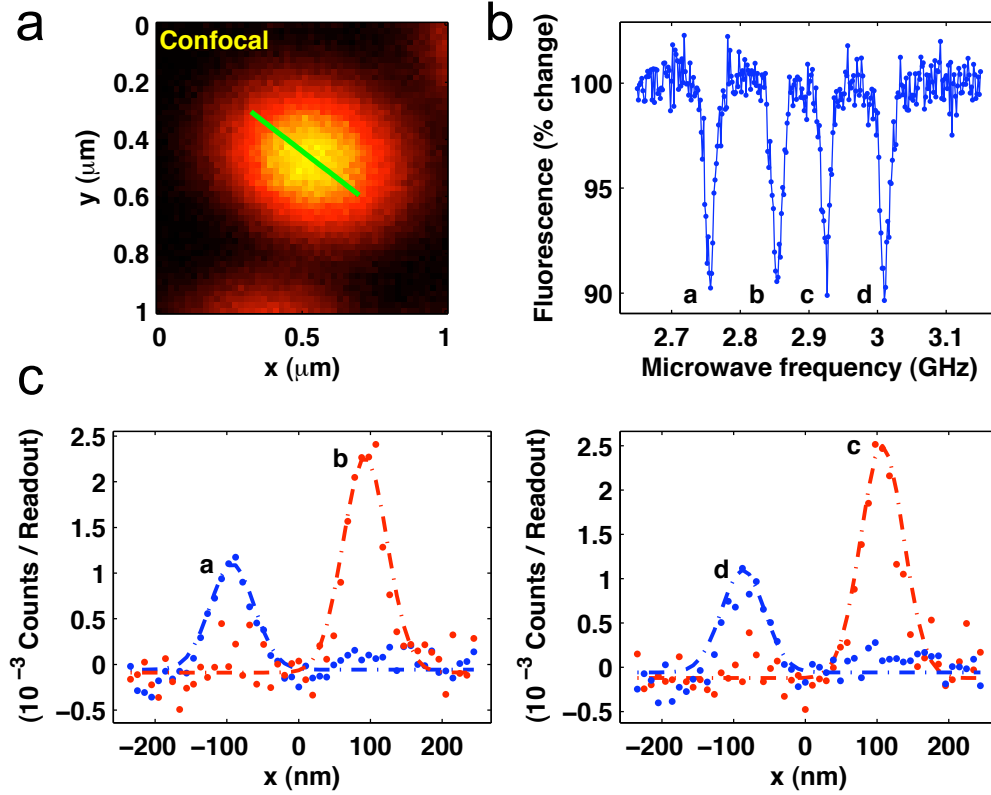 a
Confocal
0
0.2
0.4
0.6
0.8
1
y (μm)
0
0.5
1
x (μm)
b
100
95
90
Fluorescence (% change)
a
b
c
d
2.7
2.8
2.9
3
3.1
Microwave frequency (GHz)
c
2.5
2
1.5
1
0.5
0
−0.5
(10⁻³ Counts / Readout)
a
b
−200
−100
0
100
200
x (nm)
2.5
2
1.5
1
0.5
0
−0.5
(10⁻³ Counts / Readout)
d
c
−200
−100
0
100
200
x (nm)